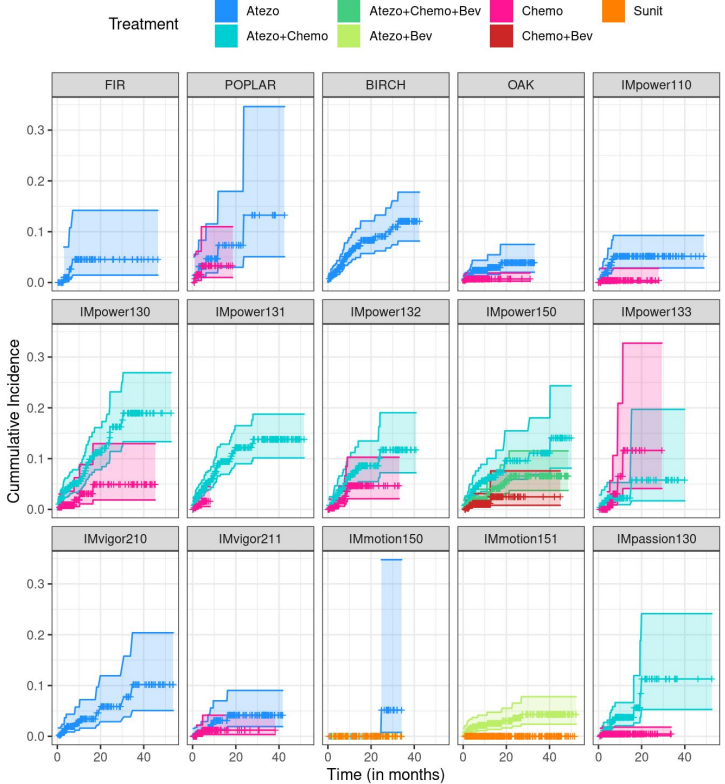 Treatment
Atezo
Atezo+Chemo+Bev
Chemo
Sunit
Atezo+Chemo
Atezo+Bev
Chemo+Bev
FIR
POPLAR
BIRCH
OAK
IMpower110
0.3
0.2
0.1
0.0
IMpower130
IMpower131
IMpower132
IMpower150
IMpower133
0.3
0.2
0.1
0.0
Cummulative Incidence
IMvigor210
IMvigor211
IMmotion150
IMmotion151
IMpassion130
0.3
0.2
0.1
0.0
0 20 40 0 20 40 0 20 40 0 20 40 0 20 40
Time (in months)